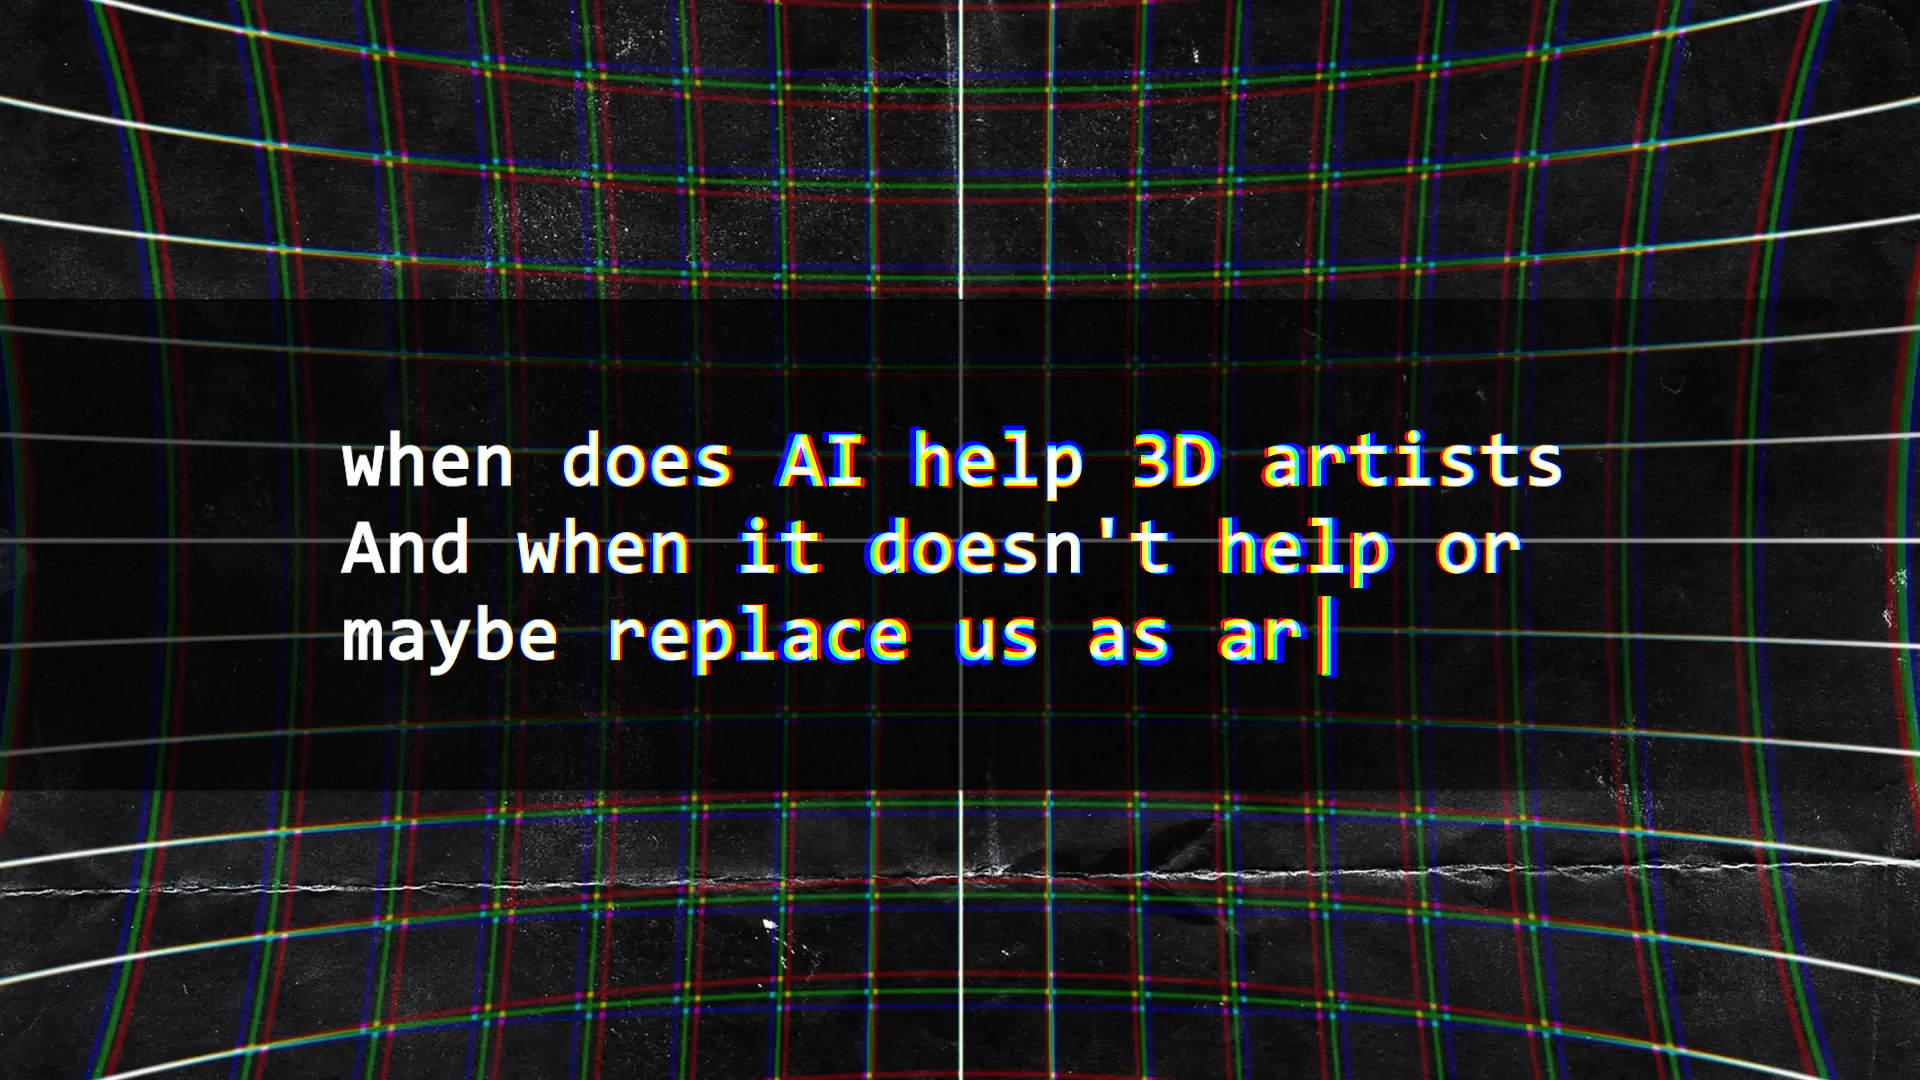 when does AI help 3D artists
And when it doesn't help or
maybe replace us as ar|